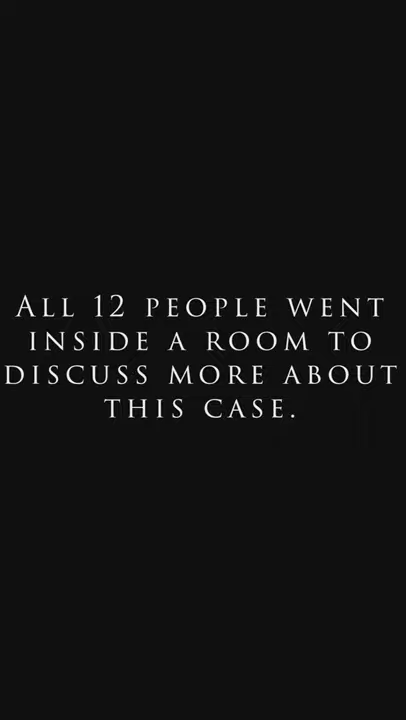 All 12 people went
inside a room to
discuss more about
this case.